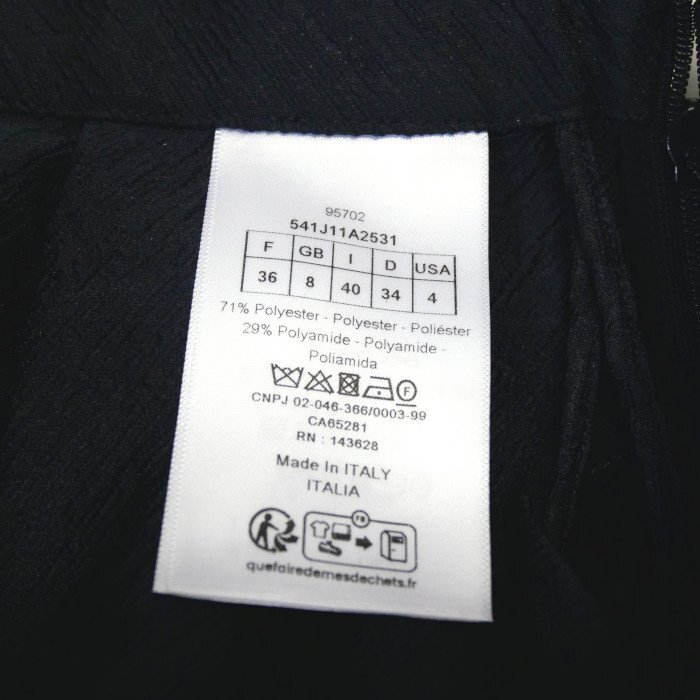 95702
541J11A2531
F GB I D USA
36 8 40 34 4
71% Polyester - Polyester - Poliéster
29% Polyamide - Polyamide -
Poliamida
F
CNPJ 02-046-366/0003-99
CA65281
RN : 143628
Made In ITALY
ITALIA
FR
quefairedemesdechets.fr